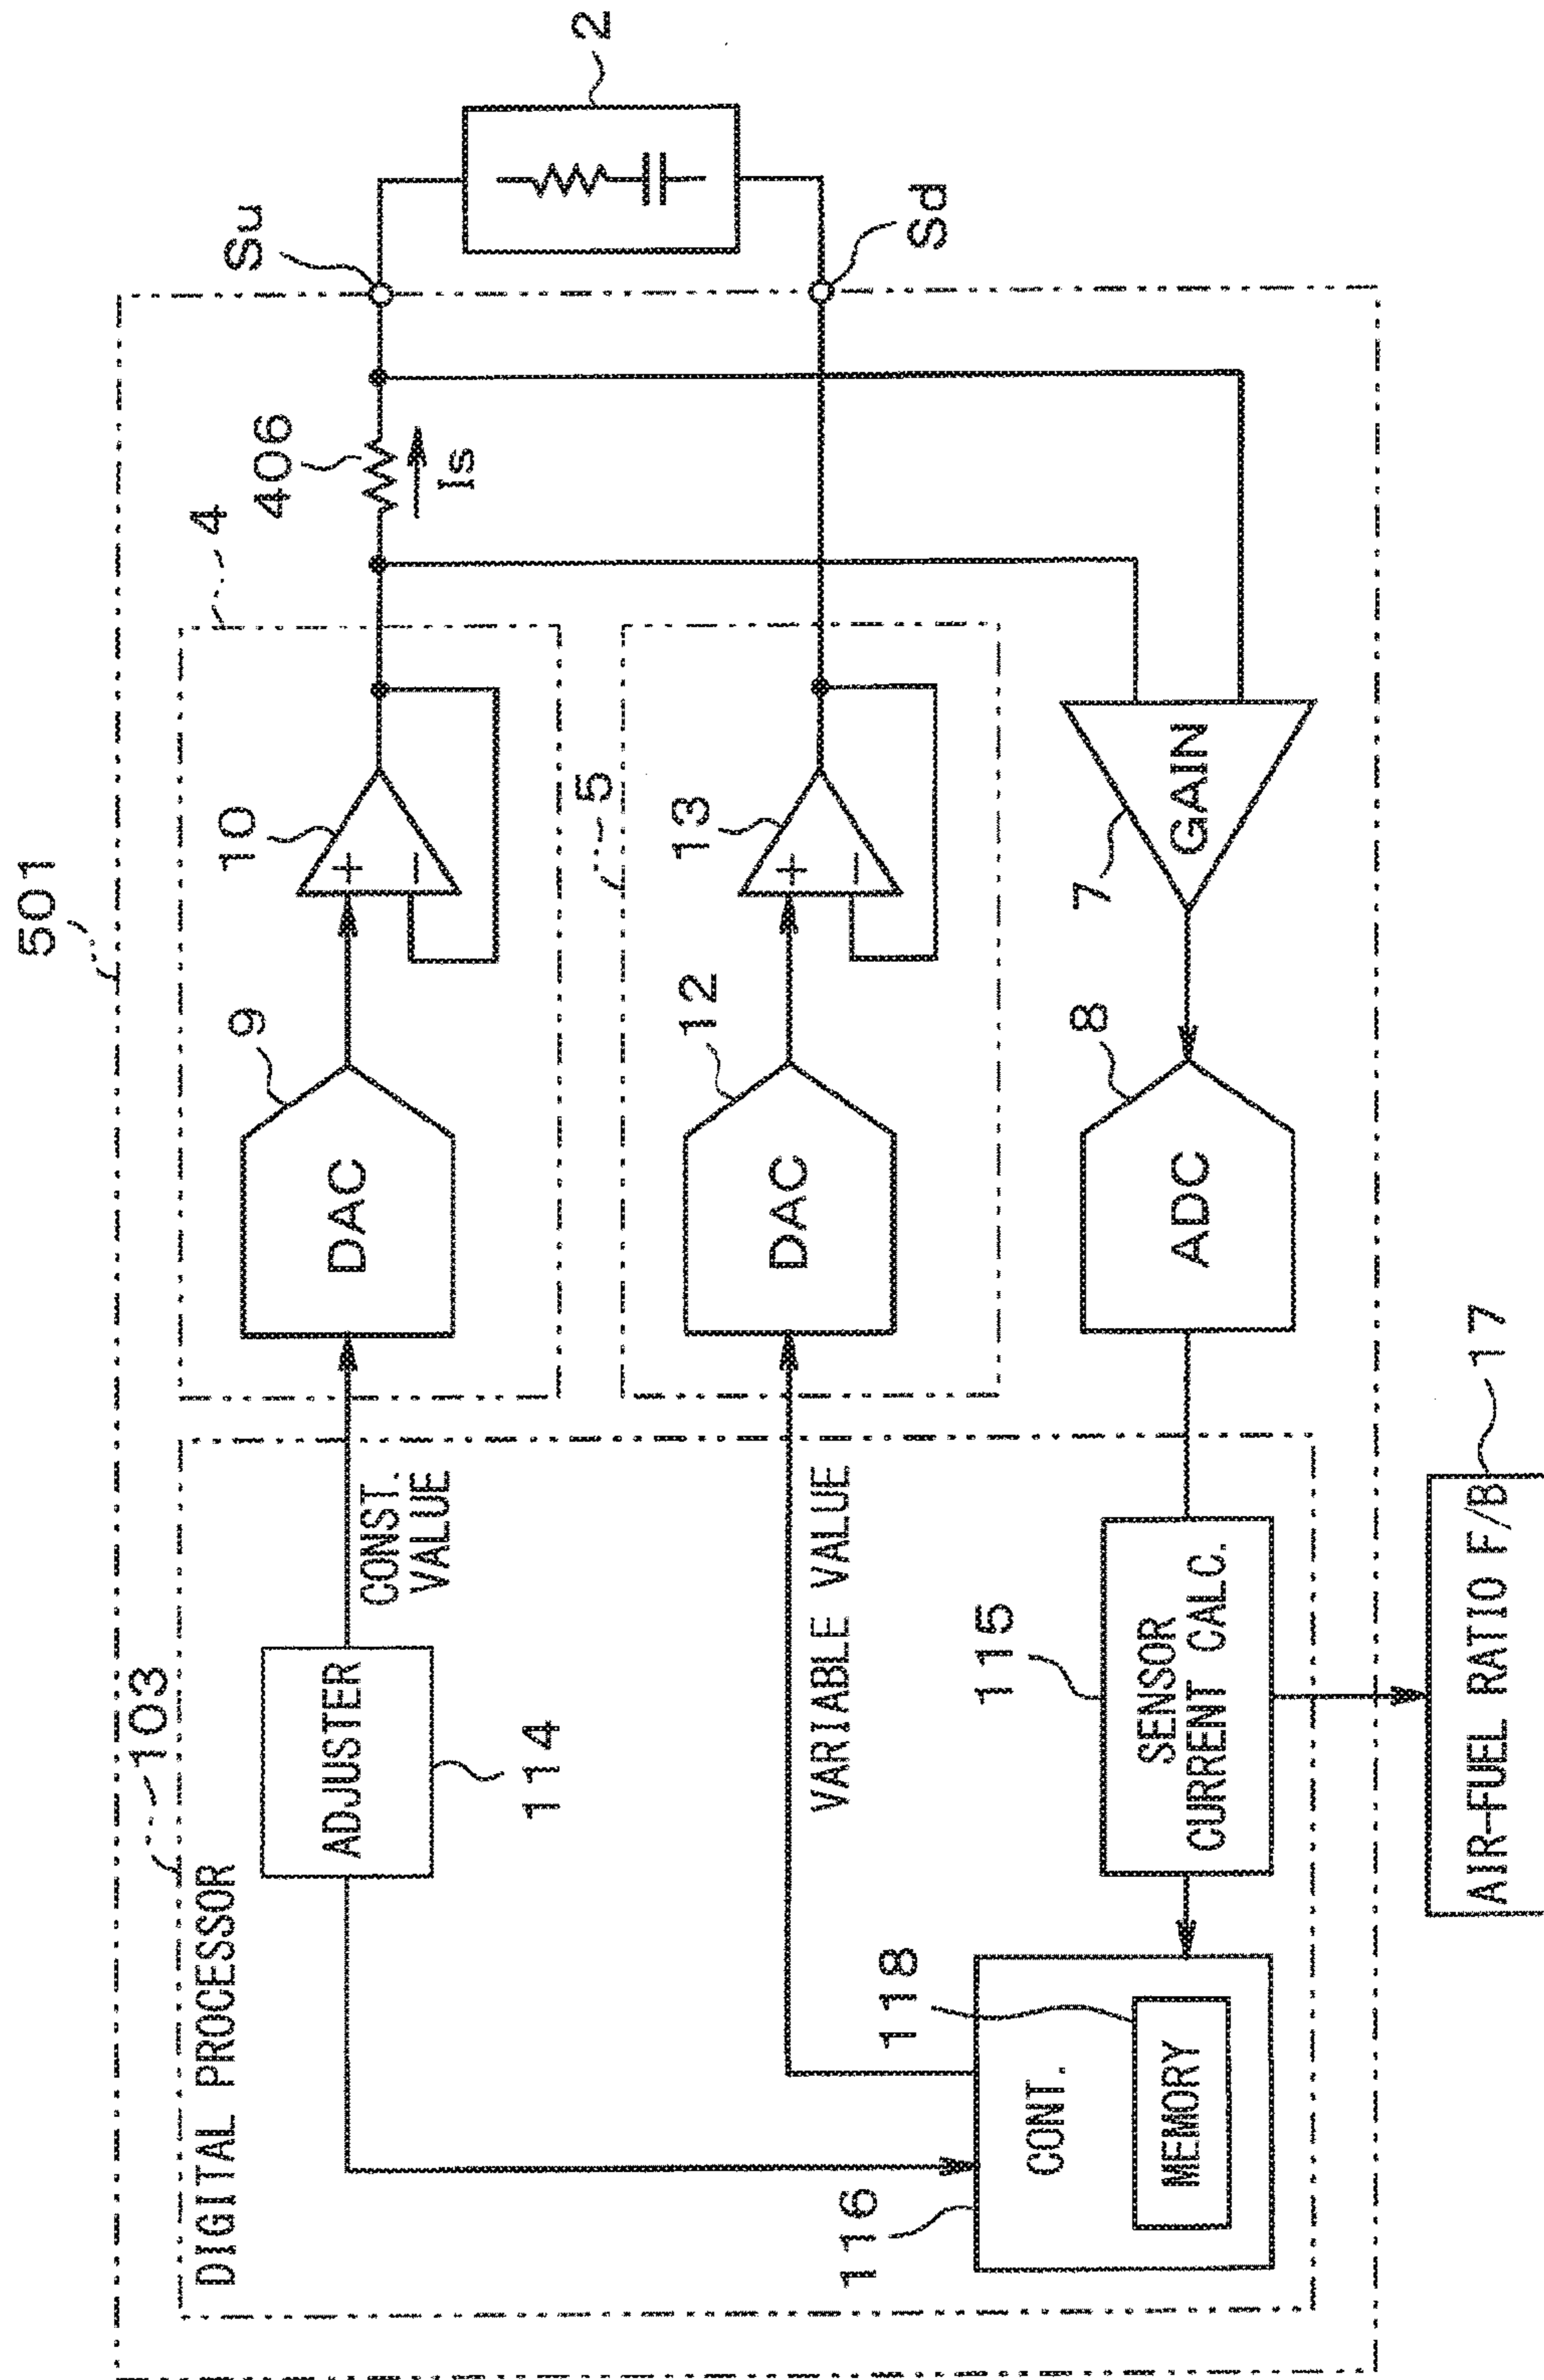 501
103
DIGITAL PROCESSOR
ADJUSTER
114
CONST.
VALUE
9
DAC
10
+
−
4
406
Is
Su
2
VARIABLE VALUE
12
DAC
5
13
+
−
Sd
116
CONT.
118
MEMORY
115
SENSOR
CURRENT CALC.
8
ADC
7
GAIN
17
AIR-FUEL RATIO F/B